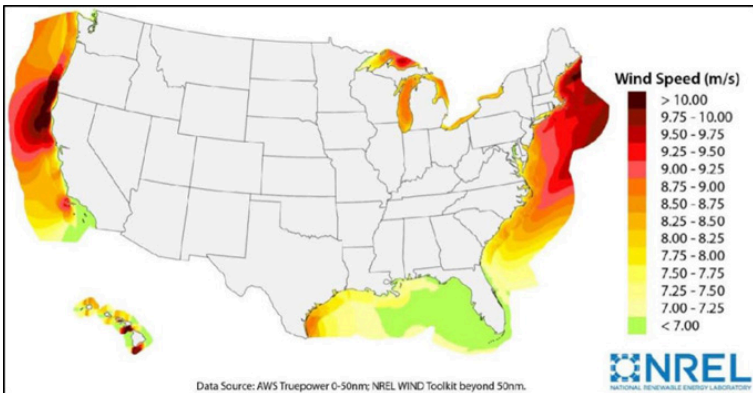 Wind Speed (m/s)
> 10.00
9.75 - 10.00
9.50 - 9.75
9.25 - 9.50
9.00 - 9.25
8.75 - 9.00
8.50 - 8.75
8.25 - 8.50
8.00 - 8.25
7.75 - 8.00
7.50 - 7.75
7.25 - 7.50
7.00 - 7.25
< 7.00
NREL
NATIONAL RENEWABLE ENERGY LABORATORY
Data Source: AWS Truepower 0-50nm; NREL WIND Toolkit beyond 50nm.